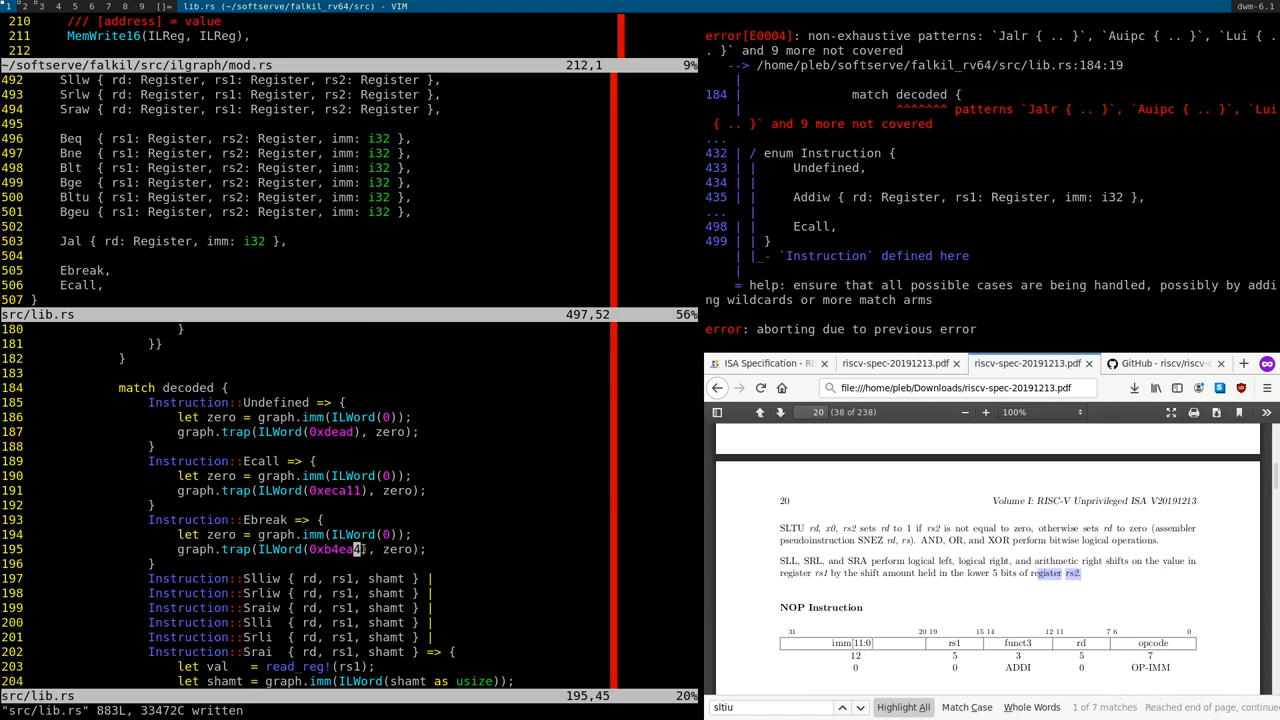 1 2 3 4 5 6 7 8 9 []= lib.rs (~/softserve/falkil_rv64/src) - VIM dwm-6.1
210 /// [address] = value
211 MemWrite16(ILReg, ILReg),
212
~/softserve/falkil/src/ilgraph/mod.rs 212,1 9%
492 Sllw { rd: Register, rs1: Register, rs2: Register },
493 Srlw { rd: Register, rs1: Register, rs2: Register },
494 Sraw { rd: Register, rs1: Register, rs2: Register },
495
496 Beq { rs1: Register, rs2: Register, imm: i32 },
497 Bne { rs1: Register, rs2: Register, imm: i32 },
498 Blt { rs1: Register, rs2: Register, imm: i32 },
499 Bge { rs1: Register, rs2: Register, imm: i32 },
500 Bltu { rs1: Register, rs2: Register, imm: i32 },
501 Bgeu { rs1: Register, rs2: Register, imm: i32 },
502
503 Jal { rd: Register, imm: i32 },
504
505 Ebreak,
506 Ecall,
507 }
src/lib.rs 497,52 56%
180 }
181 }}
182 }
183
184 match decoded {
185 Instruction::Undefined => {
186 let zero = graph.imm(ILWord(0));
187 graph.trap(ILWord(0xdead), zero);
188 }
189 Instruction::Ecall => {
190 let zero = graph.imm(ILWord(0));
191 graph.trap(ILWord(0xeca11), zero);
192 }
193 Instruction::Ebreak => {
194 let zero = graph.imm(ILWord(0));
195 graph.trap(ILWord(0xb4ea4), zero);
196 }
197 Instruction::Slliw { rd, rs1, shamt } |
198 Instruction::Srliw { rd, rs1, shamt } |
199 Instruction::Sraiw { rd, rs1, shamt } |
200 Instruction::Slli { rd, rs1, shamt } |
201 Instruction::Srli { rd, rs1, shamt } |
202 Instruction::Srai { rd, rs1, shamt } => {
203 let val = read_reg!(rs1);
204 let shamt = graph.imm(ILWord(shamt as usize));
src/lib.rs 195,45 20%
"src/lib.rs" 883L, 33472C written
error[E0004]: non-exhaustive patterns: `Jalr { .. }`, `Auipc { .. }`, `Lui { .
. }` and 9 more not covered
--> /home/pleb/softserve/falkil_rv64/src/lib.rs:184:19
|
184 | match decoded {
| ^^^^^^^ patterns `Jalr { .. }`, `Auipc { .. }`, `Lui
{ .. }` and 9 more not covered
...
432 | / enum Instruction {
433 | | Undefined,
434 | |
435 | | Addiw { rd: Register, rs1: Register, imm: i32 },
... |
498 | | Ecall,
499 | | }
| |_- `Instruction` defined here
|
= help: ensure that all possible cases are being handled, possibly by addi
ng wildcards or more match arms
error: aborting due to previous error
ISA Specification - RI riscv-spec-20191213.pdf riscv-spec-20191213.pdf GitHub - riscv/riscv-c
file:///home/pleb/Downloads/riscv-spec-20191213.pdf
20 (38 of 238) 100%
20 Volume I: RISC-V Unprivileged ISA V20191213
SLTU rd, x0, rs2 sets rd to 1 if rs2 is not equal to zero, otherwise sets rd to zero (assembler
pseudoinstruction SNEZ rd, rs). AND, OR, and XOR perform bitwise logical operations.
SLL, SRL, and SRA perform logical left, logical right, and arithmetic right shifts on the value in
register rs1 by the shift amount held in the lower 5 bits of register rs2.
NOP Instruction
31 20 19 15 14 12 11 7 6 0
imm[11:0] rs1 funct3 rd opcode
12 5 3 5 7
0 0 ADDI 0 OP-IMM
sltiu Highlight All Match Case Whole Words 1 of 7 matches Reached end of page, continue